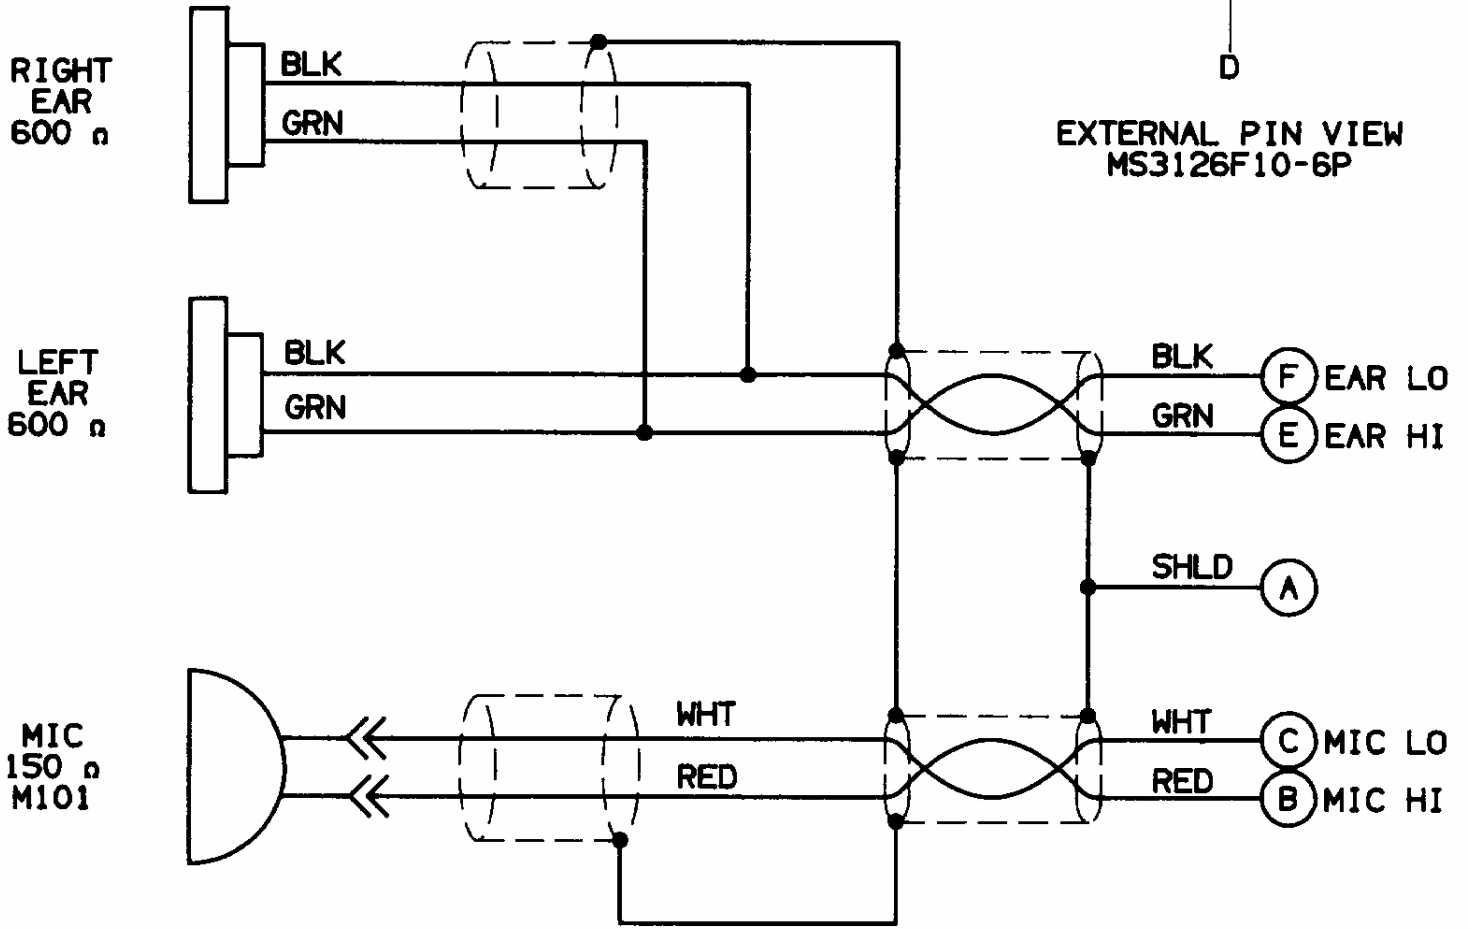 D
EXTERNAL PIN VIEW
MS3126F10-6P
RIGHT
EAR
600 Ω
BLK
GRN
LEFT
EAR
600 Ω
BLK
GRN
BLK
F EAR LO
GRN
E EAR HI
SHLD
A
MIC
150 Ω
M101
WHT
RED
WHT
C MIC LO
RED
B MIC HI